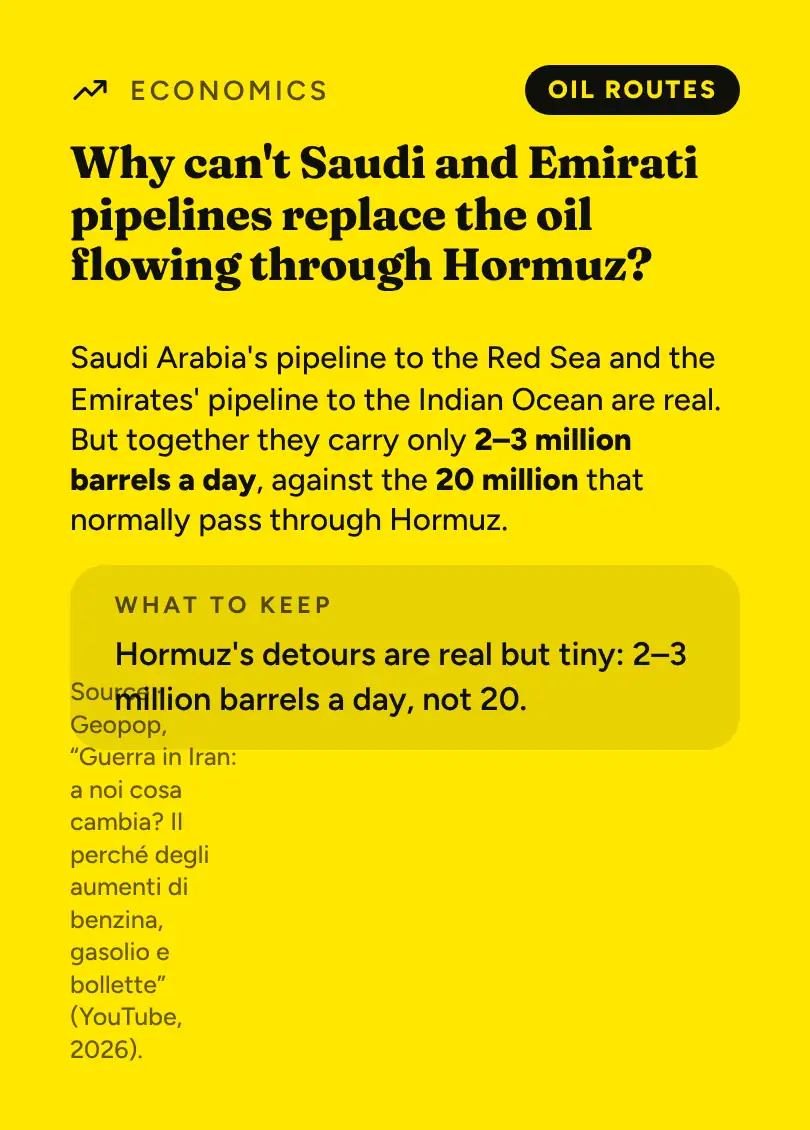 ECONOMICS
OIL ROUTES
Why can't Saudi and Emirati
pipelines replace the oil
flowing through Hormuz?
Saudi Arabia's pipeline to the Red Sea and the
Emirates' pipeline to the Indian Ocean are real.
But together they carry only 2–3 million
barrels a day, against the 20 million that
normally pass through Hormuz.
WHAT TO KEEP
Hormuz's detours are real but tiny: 2–3
million barrels a day, not 20.
Source ·
Geopop,
“Guerra in Iran:
a noi cosa
cambia? Il
perché degli
aumenti di
benzina,
gasolio e
bollette”
(YouTube,
2026).